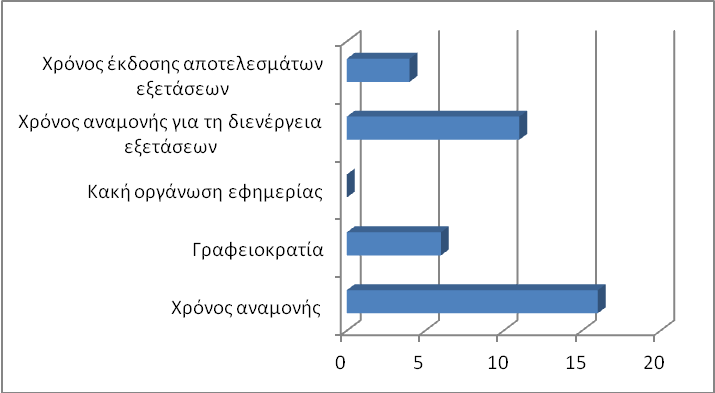 Χρόνος έκδοσης αποτελεσμάτων
εξετάσεων
Χρόνος αναμονής για τη διενέργεια
εξετάσεων
Κακή οργάνωση εφημερίας
Γραφειοκρατία
Χρόνος αναμονής
0 5 10 15 20